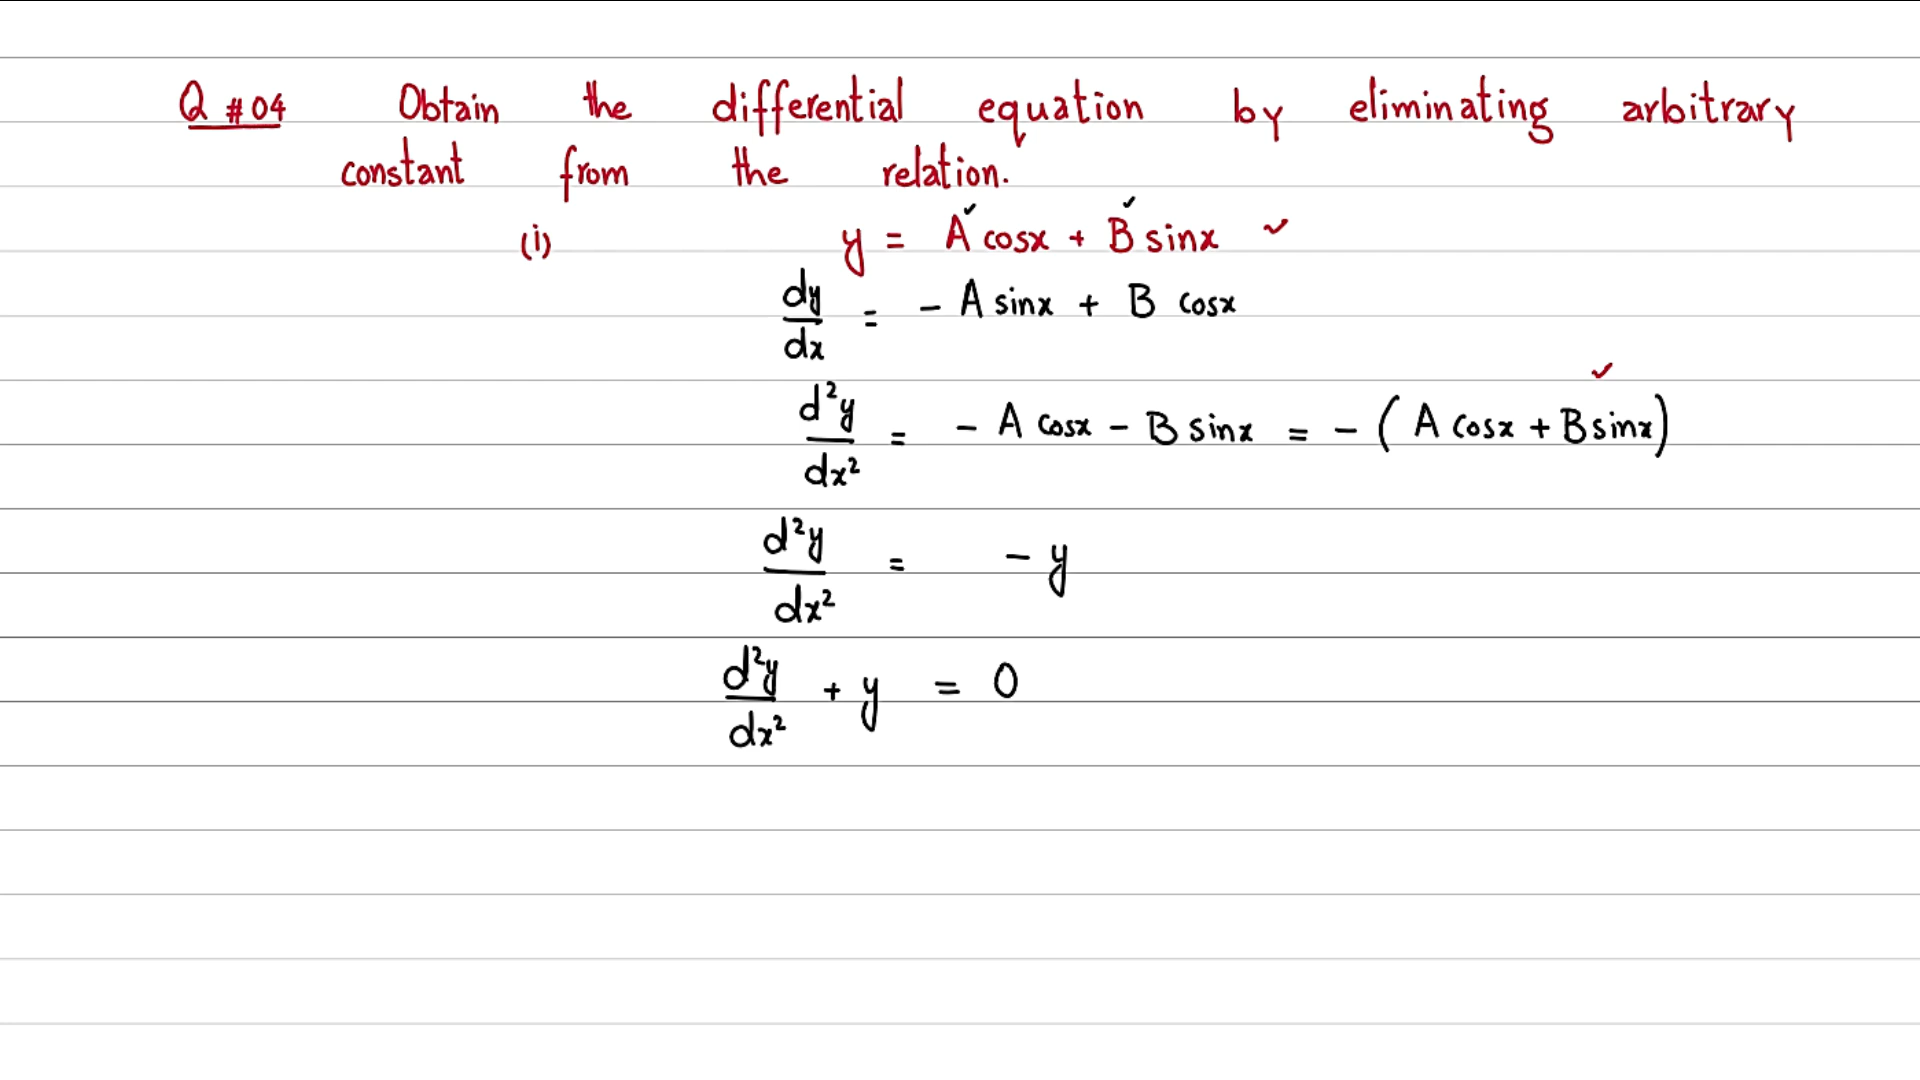 Q #04 Obtain the differential equation by eliminating arbitrary
constant from the relation.
(i) y = A cosx + B sinx
dy/dx = - A sinx + B cosx
d²y/dx² = - A cosx - B sinx = - (A cosx + B sinx)
d²y/dx² = - y
d²y/dx² + y = 0